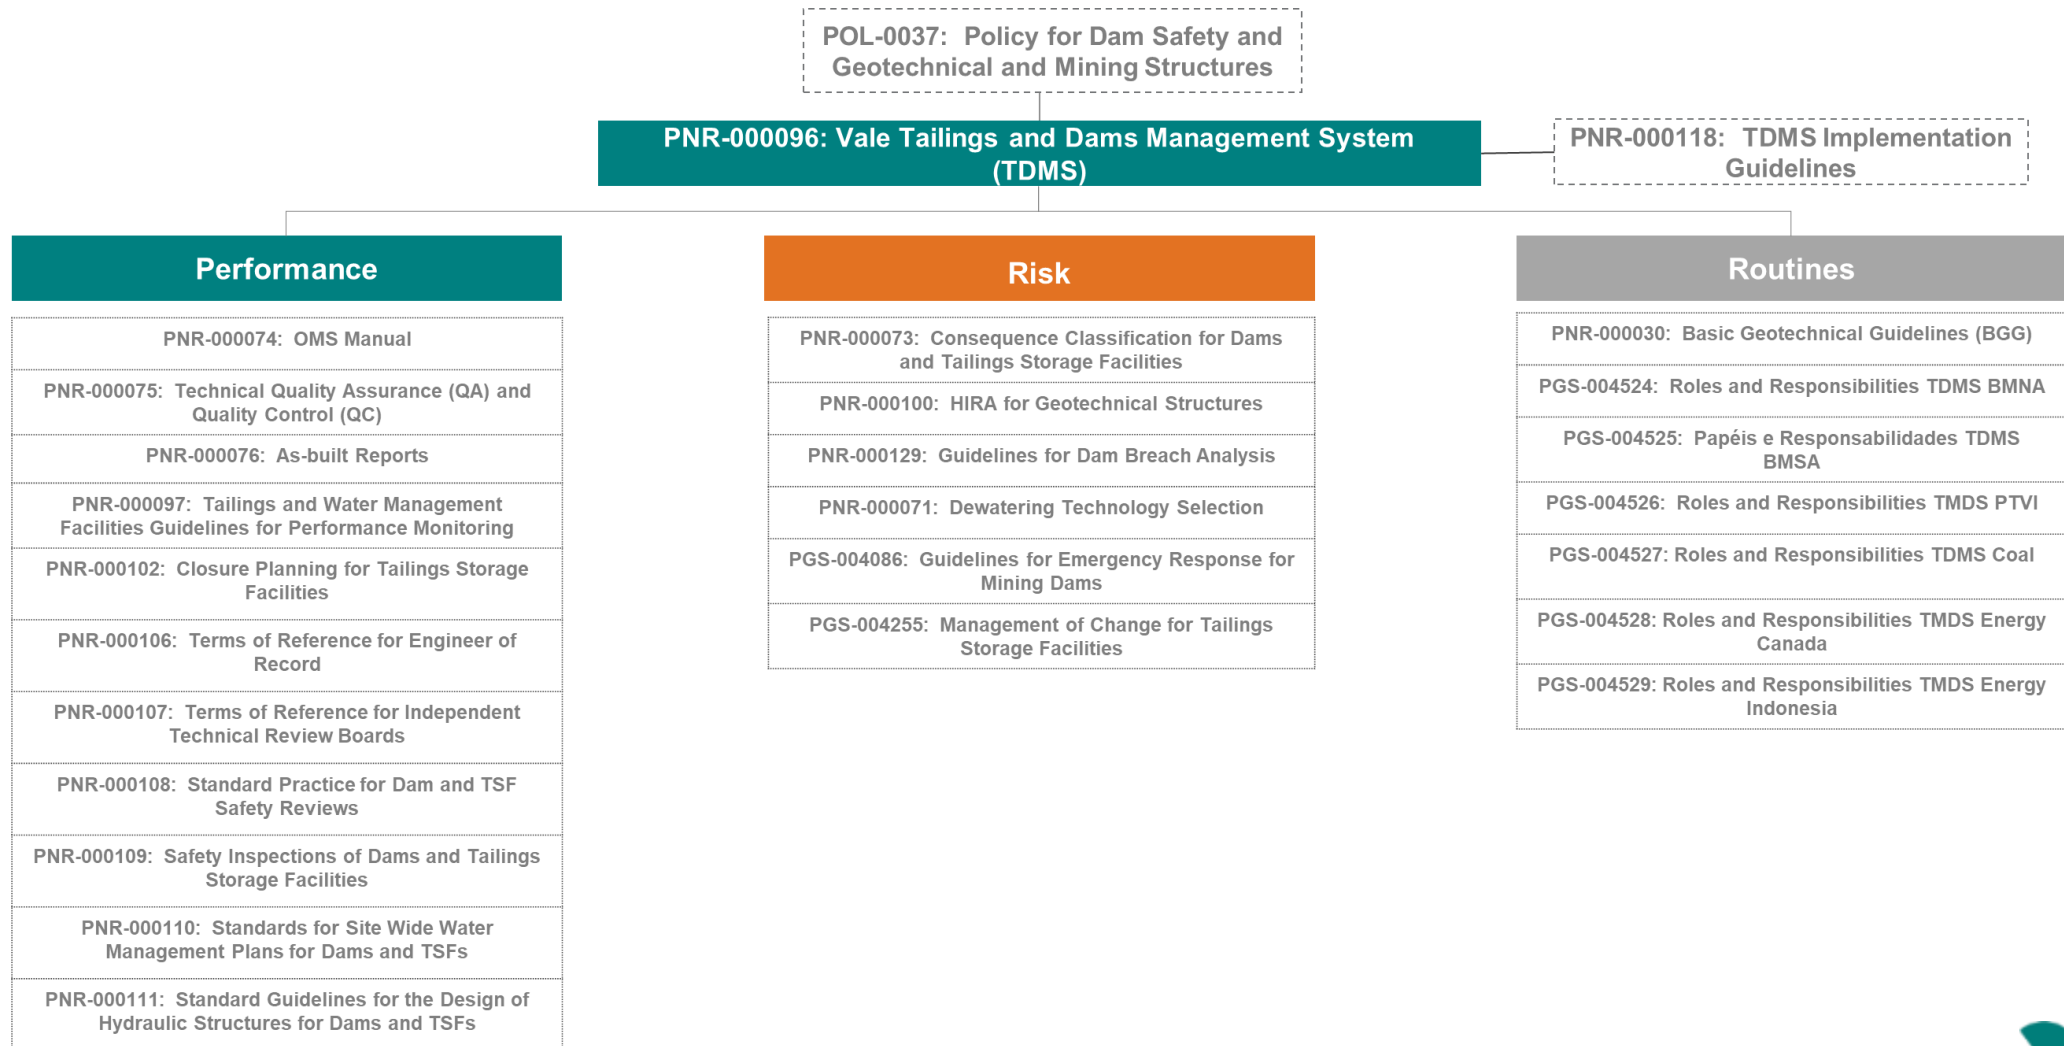 POL-0037: Policy for Dam Safety and
Geotechnical and Mining Structures
PNR-000096: Vale Tailings and Dams Management System
(TDMS)
PNR-000118: TDMS Implementation
Guidelines
Performance
PNR-000074: OMS Manual
PNR-000075: Technical Quality Assurance (QA) and
Quality Control (QC)
PNR-000076: As-built Reports
PNR-000097: Tailings and Water Management
Facilities Guidelines for Performance Monitoring
PNR-000102: Closure Planning for Tailings Storage
Facilities
PNR-000106: Terms of Reference for Engineer of
Record
PNR-000107: Terms of Reference for Independent
Technical Review Boards
PNR-000108: Standard Practice for Dam and TSF
Safety Reviews
PNR-000109: Safety Inspections of Dams and Tailings
Storage Facilities
PNR-000110: Standards for Site Wide Water
Management Plans for Dams and TSFs
PNR-000111: Standard Guidelines for the Design of
Hydraulic Structures for Dams and TSFs
Risk
PNR-000073: Consequence Classification for Dams
and Tailings Storage Facilities
PNR-000100: HIRA for Geotechnical Structures
PNR-000129: Guidelines for Dam Breach Analysis
PNR-000071: Dewatering Technology Selection
PGS-004086: Guidelines for Emergency Response for
Mining Dams
PGS-004255: Management of Change for Tailings
Storage Facilities
Routines
PNR-000030: Basic Geotechnical Guidelines (BGG)
PGS-004524: Roles and Responsibilities TDMS BMNA
PGS-004525: Papéis e Responsabilidades TDMS
BMSA
PGS-004526: Roles and Responsibilities TMDS PTVI
PGS-004527: Roles and Responsibilities TDMS Coal
PGS-004528: Roles and Responsibilities TMDS Energy
Canada
PGS-004529: Roles and Responsibilities TMDS Energy
Indonesia